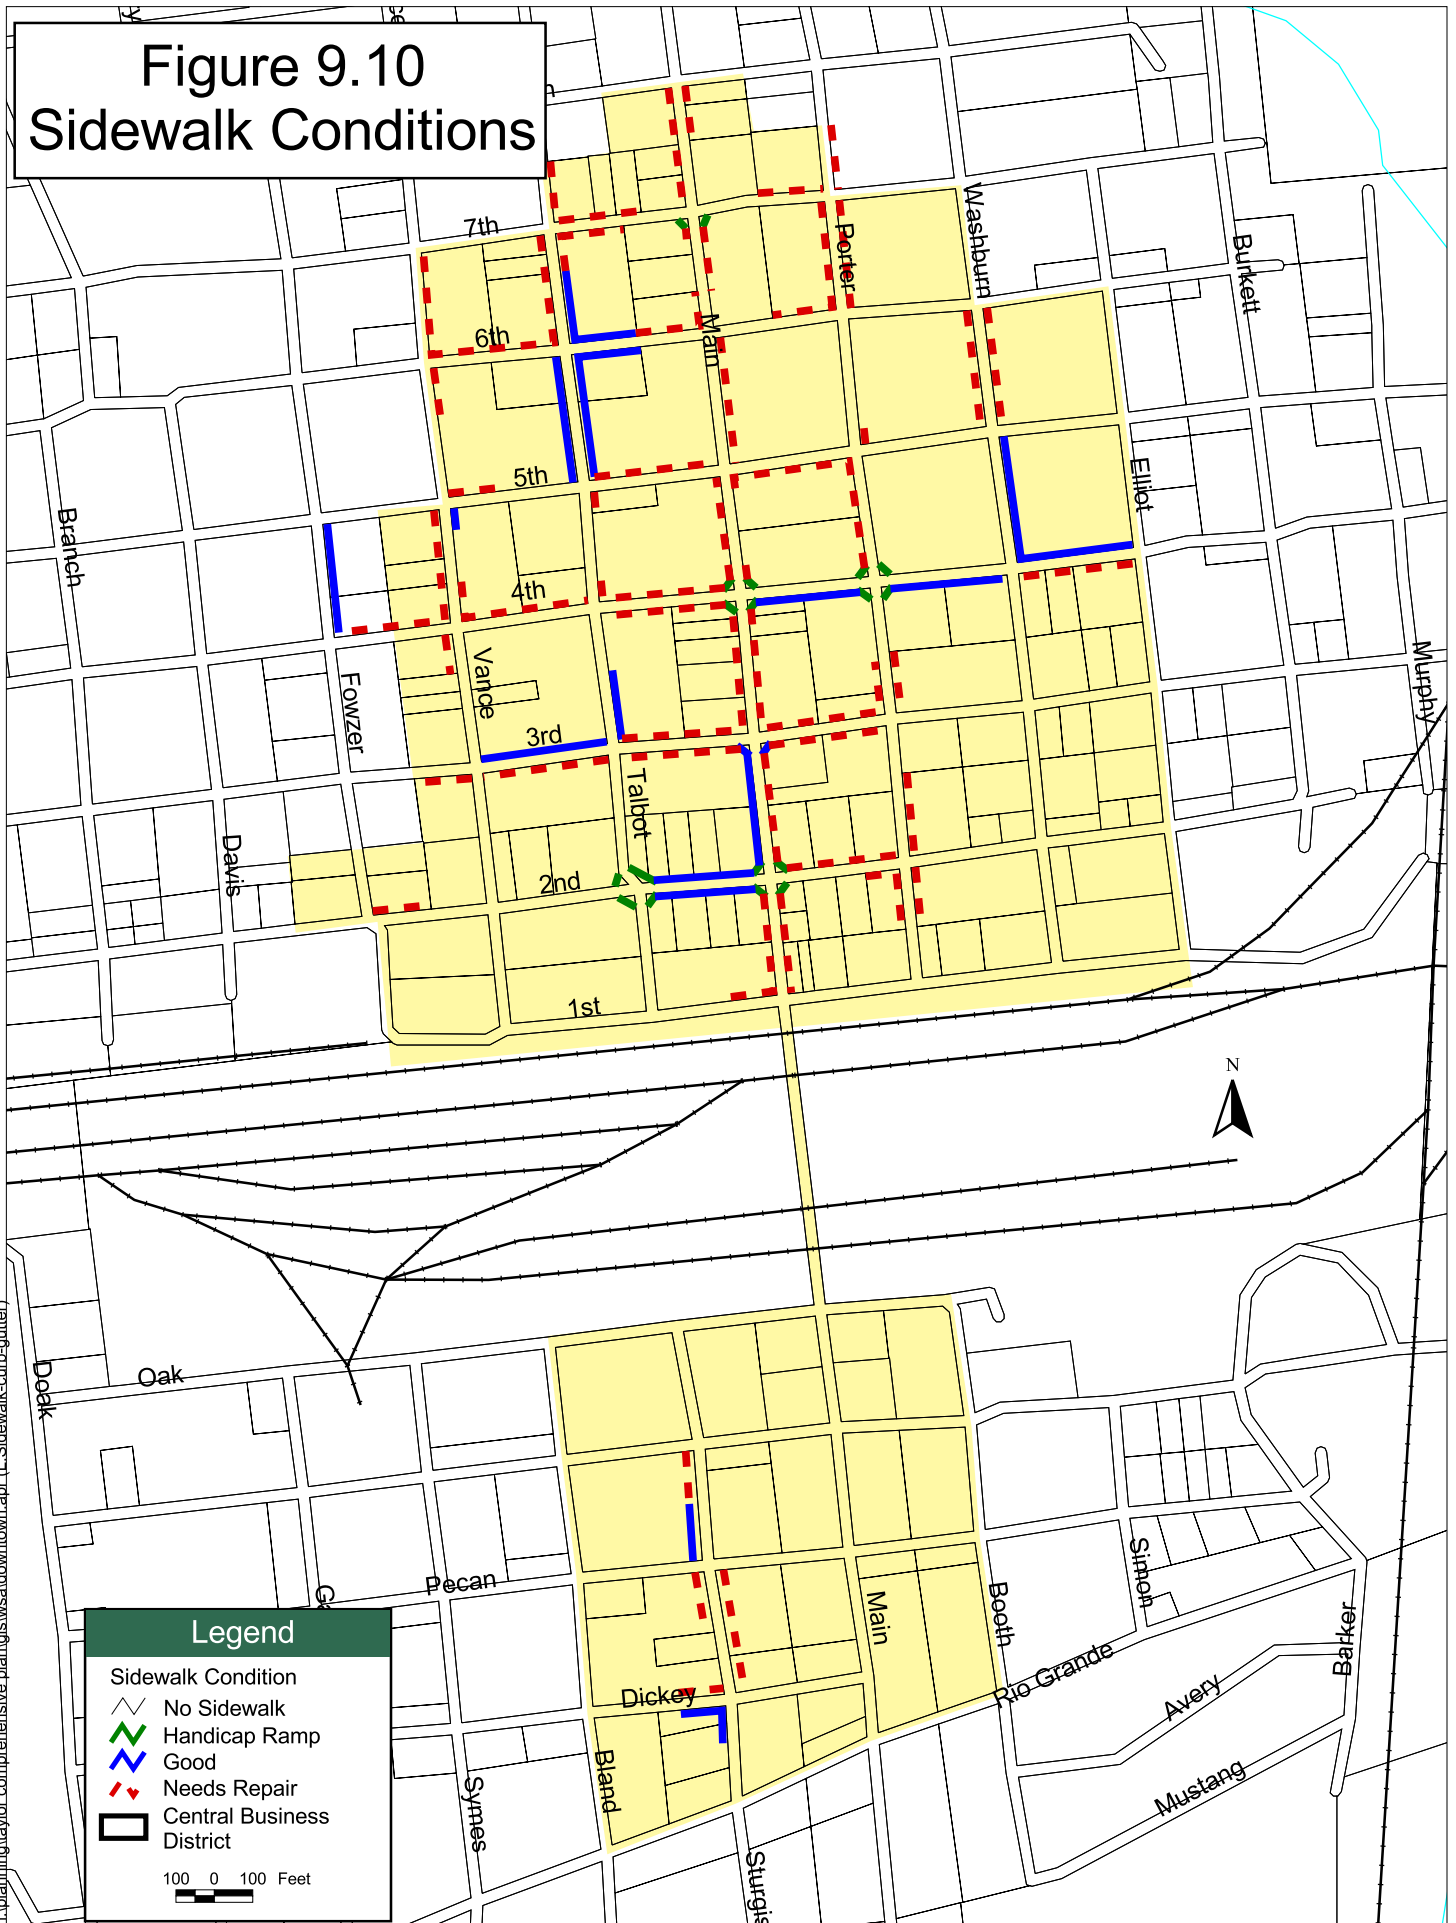 Figure 9.10
Sidewalk Conditions
7th
6th
5th
4th
3rd
2nd
1st
Main
Porter
Washburn
Burkett
Elliot
Murphy
Branch
Fowzer
Vance
Talbot
Davis
N
Oak
Doak
Pecan
Dickey
Symes
Bland
Sturgis
Main
Booth
Simon
Rio Grande
Avery
Barker
Mustang
Legend
Sidewalk Condition
No Sidewalk
Handicap Ramp
Good
Needs Repair
Central Business
District
100 0 100 Feet